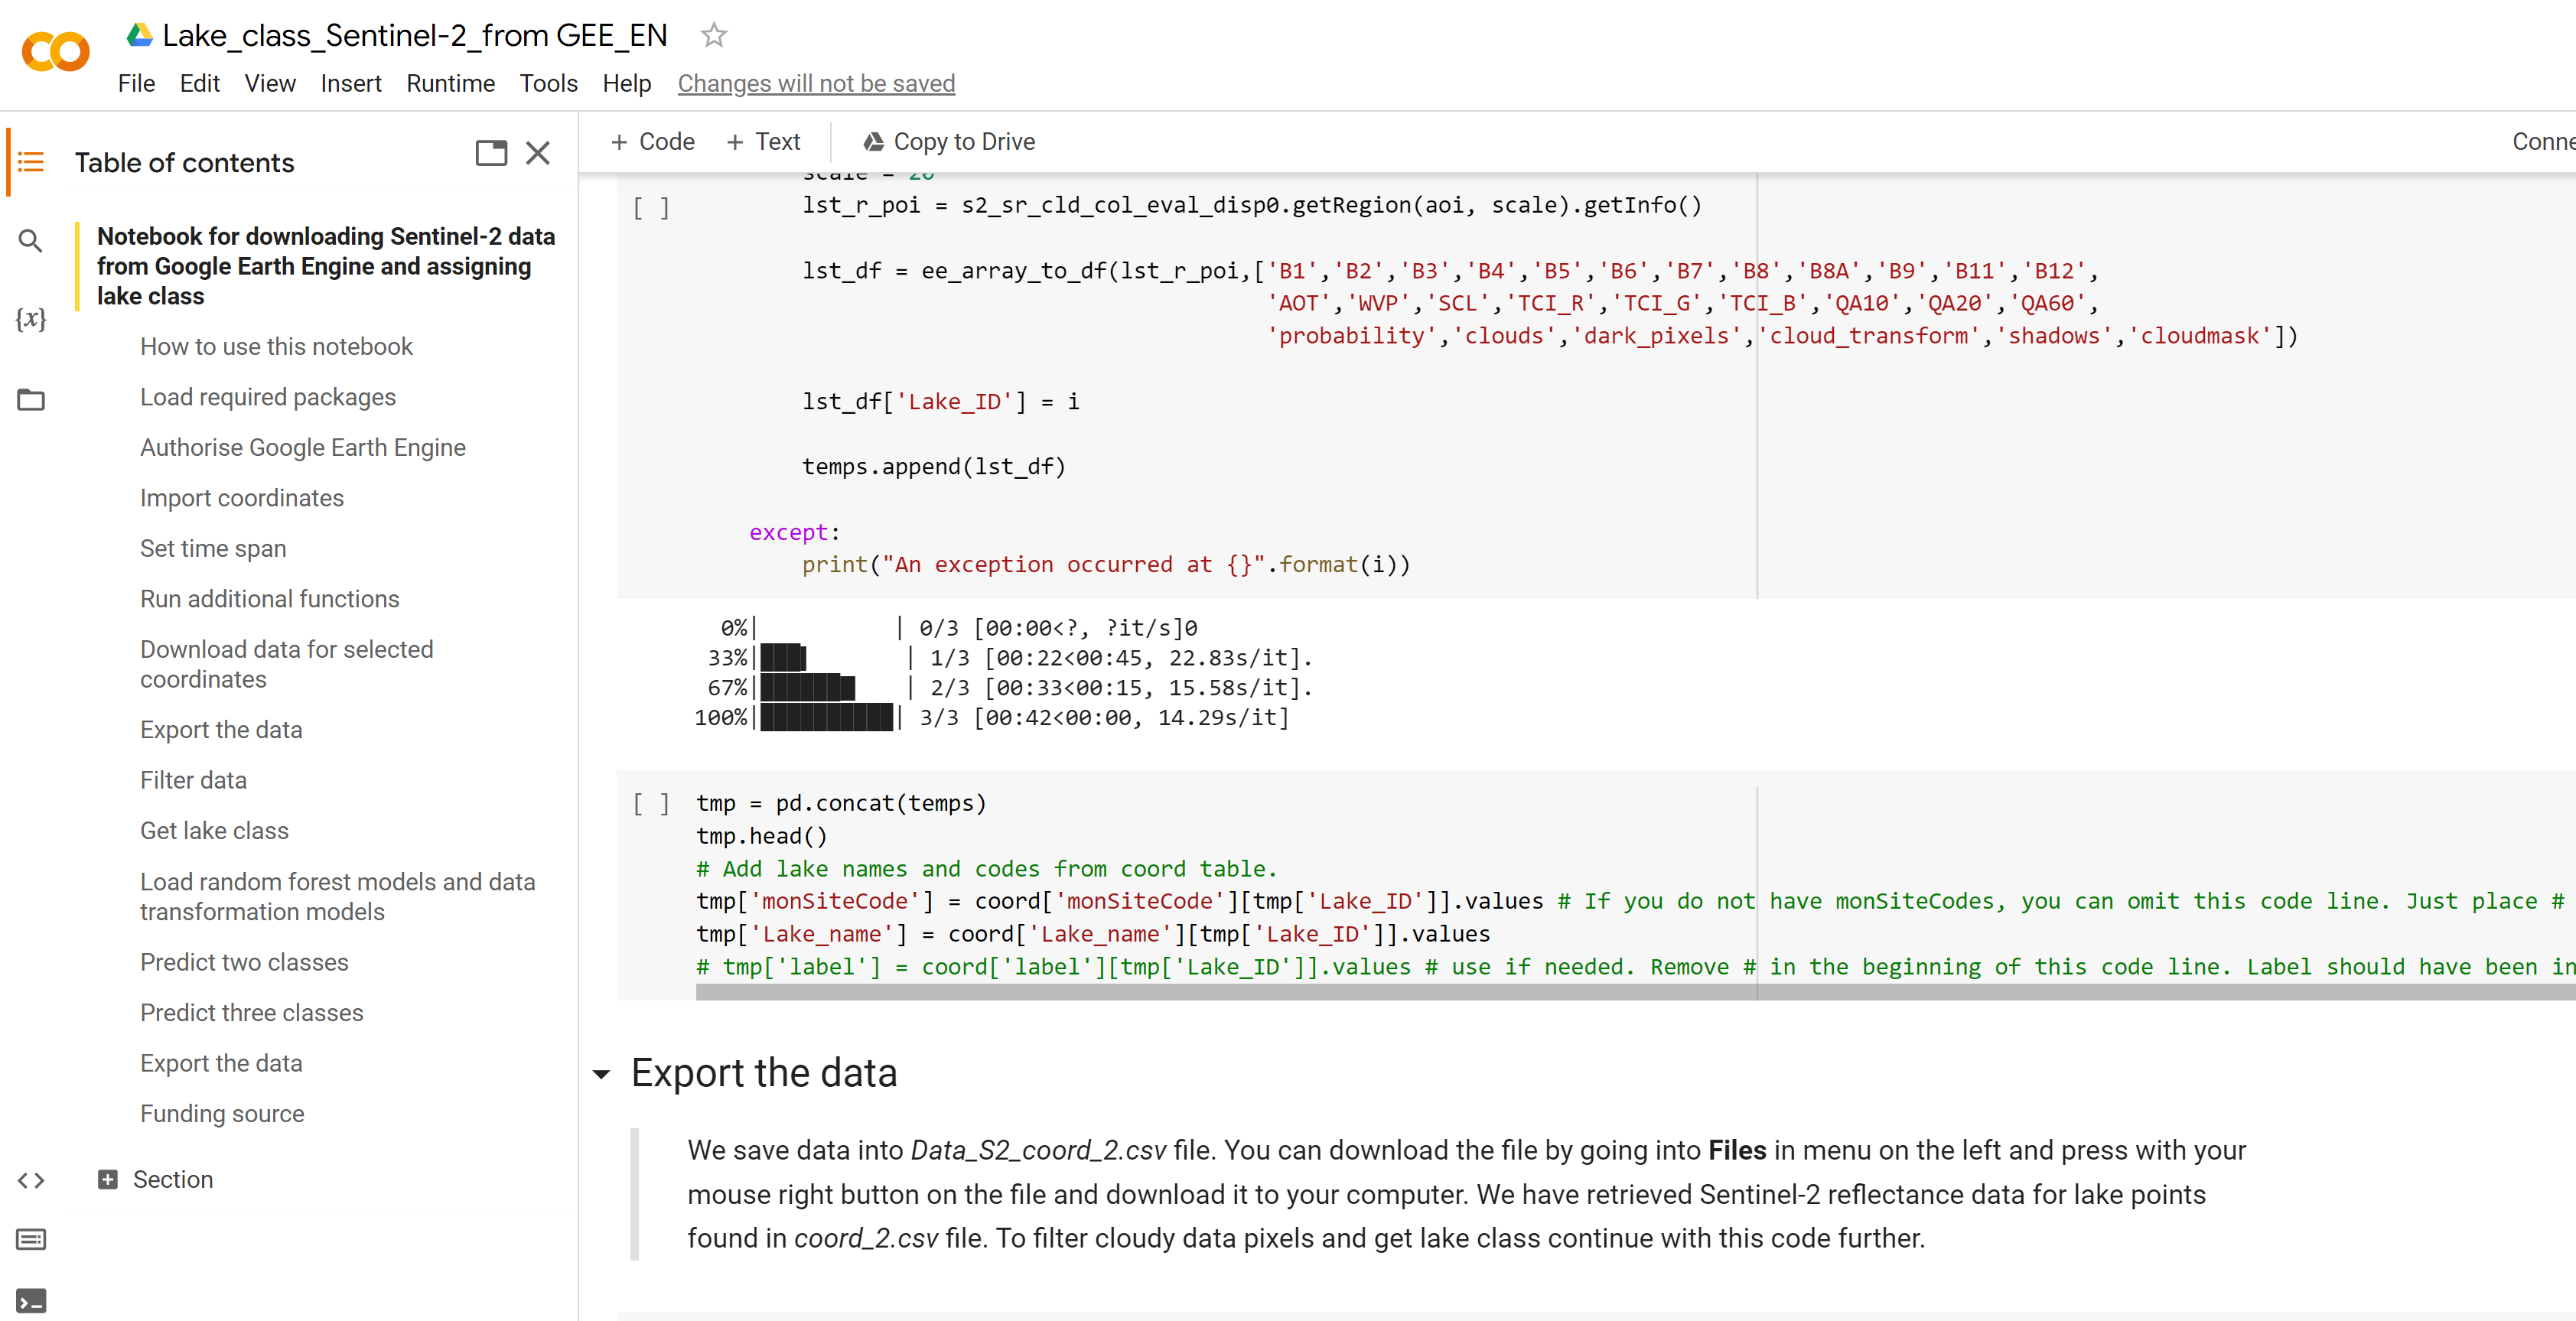 Lake_class_Sentinel-2_from GEE_EN
File Edit View Insert Runtime Tools Help Changes will not be saved
Table of contents
Notebook for downloading Sentinel-2 data
from Google Earth Engine and assigning
lake class
How to use this notebook
Load required packages
Authorise Google Earth Engine
Import coordinates
Set time span
Run additional functions
Download data for selected
coordinates
Export the data
Filter data
Get lake class
Load random forest models and data
transformation models
Predict two classes
Predict three classes
Export the data
Funding source
Section
+ Code + Text Copy to Drive
scale = 20
[ ] lst_r_poi = s2_sr_cld_col_eval_disp0.getRegion(aoi, scale).getInfo()
lst_df = ee_array_to_df(lst_r_poi,['B1','B2','B3','B4','B5','B6','B7','B8','B8A','B9','B11','B12',
'AOT','WVP','SCL','TCI_R','TCI_G','TCI_B','QA10','QA20','QA60',
'probability','clouds','dark_pixels','cloud_transform','shadows','cloudmask'])
lst_df['Lake_ID'] = i
temps.append(lst_df)
except:
print("An exception occurred at {}".format(i))
0%| | 0/3 [00:00<?, ?it/s]0
33%|███ | 1/3 [00:22<00:45, 22.83s/it].
67%|███████ | 2/3 [00:33<00:15, 15.58s/it].
100%|██████████| 3/3 [00:42<00:00, 14.29s/it]
[ ] tmp = pd.concat(temps)
tmp.head()
# Add lake names and codes from coord table.
tmp['monSiteCode'] = coord['monSiteCode'][tmp['Lake_ID']].values # If you do not have monSiteCodes, you can omit this code line. Just place #
tmp['Lake_name'] = coord['Lake_name'][tmp['Lake_ID']].values
# tmp['label'] = coord['label'][tmp['Lake_ID']].values # use if needed. Remove # in the beginning of this code line. Label should have been in
Export the data
We save data into Data_S2_coord_2.csv file. You can download the file by going into Files in menu on the left and press with your
mouse right button on the file and download it to your computer. We have retrieved Sentinel-2 reflectance data for lake points
found in coord_2.csv file. To filter cloudy data pixels and get lake class continue with this code further.